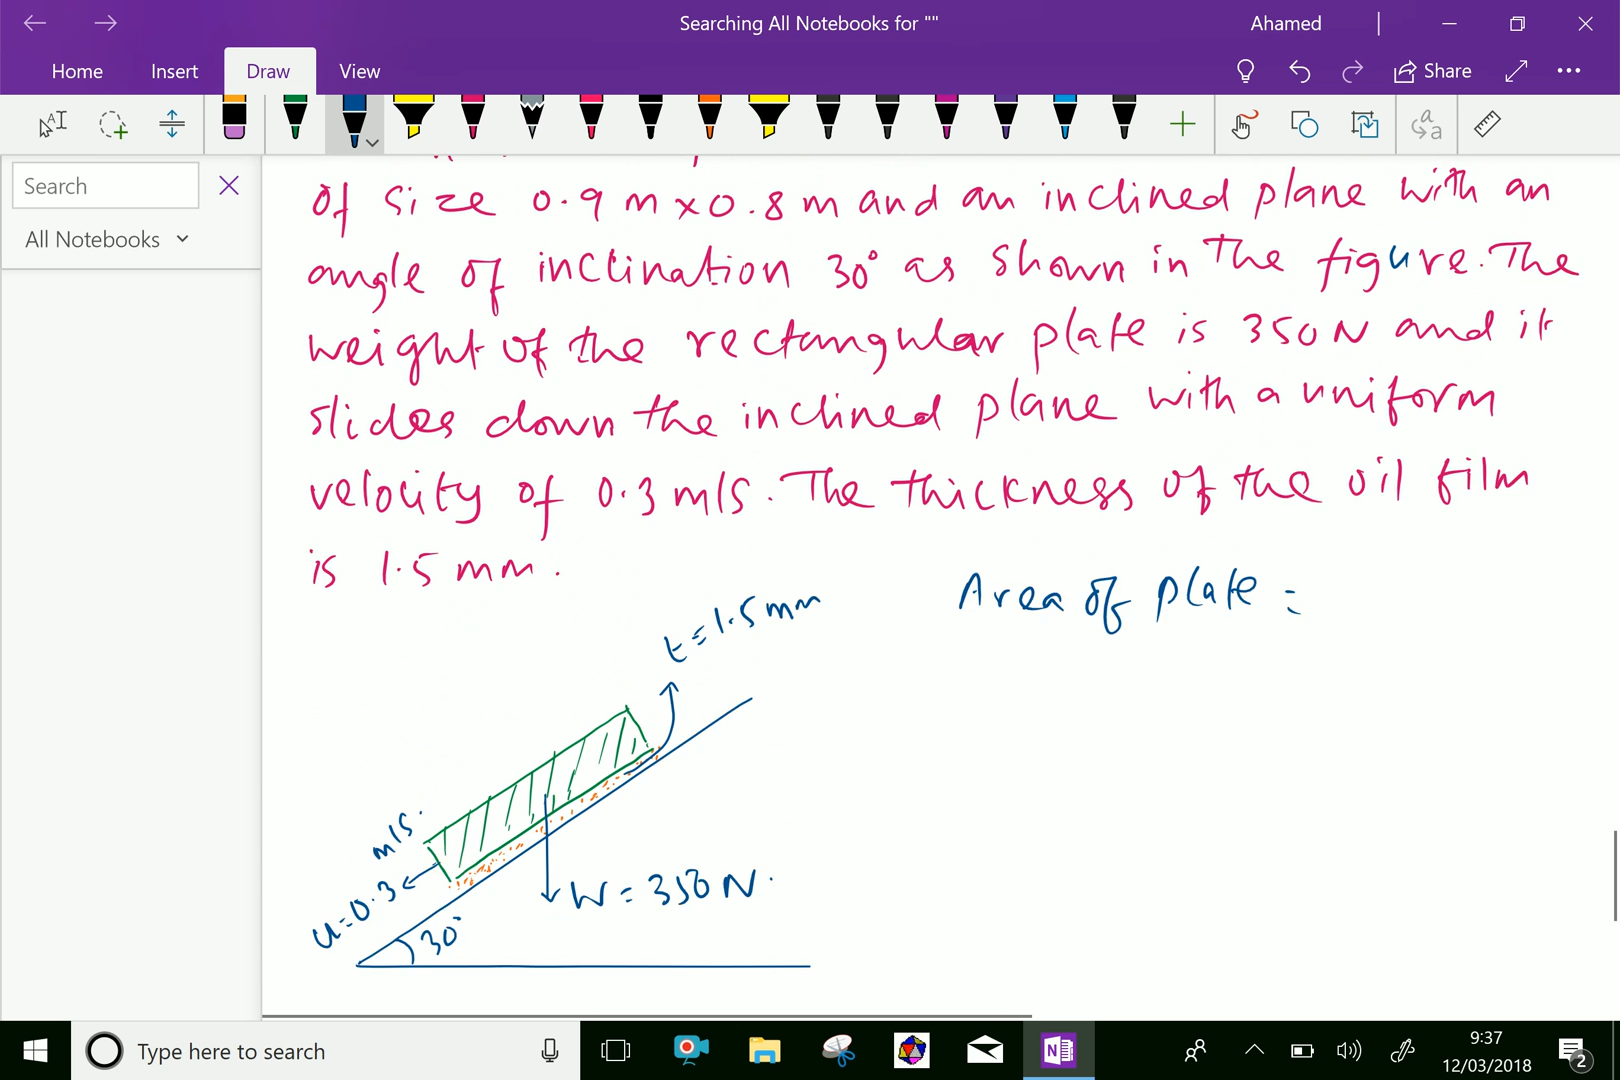 Searching All Notebooks for ""
Ahamed
Home Insert Draw View
Share
Search
All Notebooks
of size 0.9 m x 0.8 m and an inclined plane with an
angle of inclination 30° as shown in the figure. The
weight of the rectangular plate is 350N and it
slides down the inclined plane with a uniform
velocity of 0.3 m/s. The thickness of the oil film
is 1.5 mm.
Area of plate =
t = 1.5 mm
u = 0.3 m/s.
W = 350 N.
30°
Type here to search
9:37
12/03/2018
2